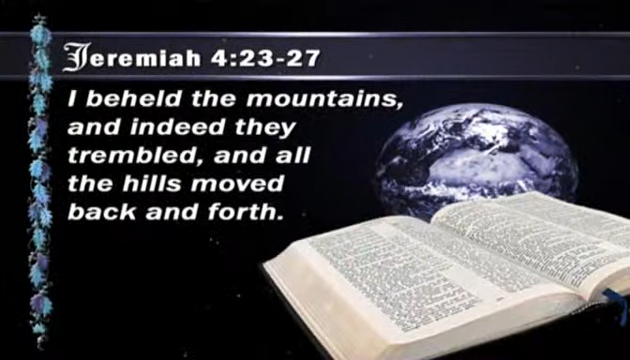 Jeremiah 4:23-27
I beheld the mountains,
and indeed they
trembled, and all
the hills moved
back and forth.